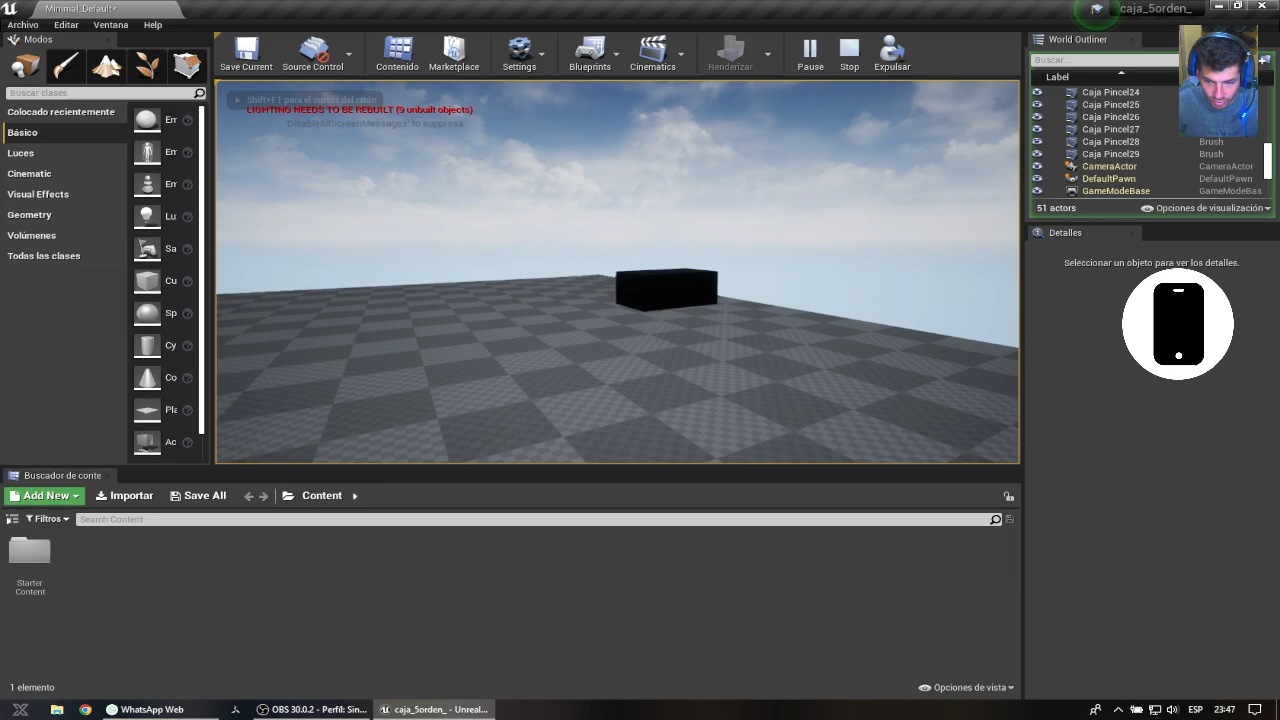 Minimal_Default*
caja_5orden_
Archivo Editar Ventana Help
Modos
Buscar clases
Colocado recientemente
Básico
Luces
Cinematic
Visual Effects
Geometry
Volúmenes
Todas las clases
Er
Er
Er
Lu
Sa
Cu
Sp
Cy
Co
Pla
Ac
Save Current Source Control Contenido Marketplace Settings Blueprints Cinematics Renderizar Pause Stop Expulsar
Shift+F1 para el cursor del ratón
LIGHTING NEEDS TO BE REBUILT (9 unbuilt objects)
'DisableAllScreenMessages' to suppress
World Outliner
Buscar...
Label
Caja Pincel24
Caja Pincel25
Caja Pincel26
Caja Pincel27
Caja Pincel28 Brush
Caja Pincel29 Brush
CameraActor CameraActor
DefaultPawn DefaultPawn
GameModeBase GameModeBas
51 actors Opciones de visualización
Detalles
Seleccionar un objeto para ver los detalles.
Buscador de conte
Add New Importar Save All Content
Filtros Search Content
Starter
Content
1 elemento Opciones de vista
WhatsApp Web OBS 30.0.2 - Perfil: Sin... caja_5orden_ - Unreal... ESP 23:47